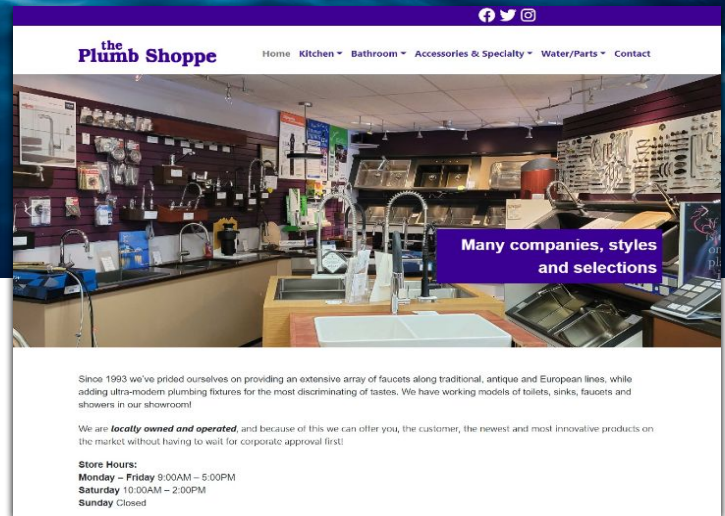 the
Plumb Shoppe
Home Kitchen Bathroom Accessories & Specialty Water/Parts Contact
Many companies, styles
and selections
Since 1993 we've prided ourselves on providing an extensive array of faucets along traditional, antique and European lines, while
adding ultra-modern plumbing fixtures for the most discriminating of tastes. We have working models of toilets, sinks, faucets and
showers in our showroom!
We are locally owned and operated, and because of this we can offer you, the customer, the newest and most innovative products on
the market without having to wait for corporate approval first!
Store Hours:
Monday – Friday 9:00AM – 5:00PM
Saturday 10:00AM – 2:00PM
Sunday Closed